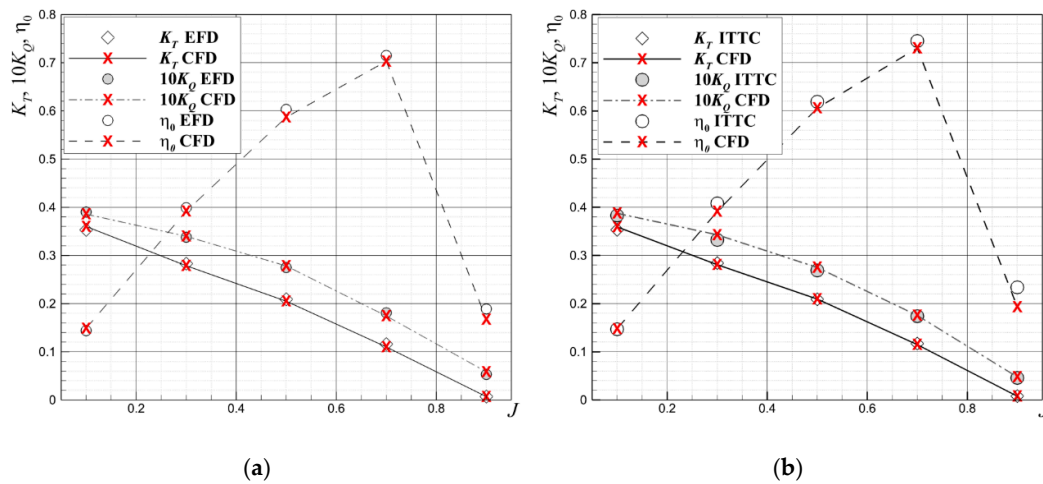 K_T, 10K_Q, η_0
0.8
0.7
0.6
0.5
0.4
0.3
0.2
0.1
0
K_T EFD
K_T CFD
10K_Q EFD
10K_Q CFD
η_0 EFD
η_0 CFD
0.2
0.4
0.6
0.8
J
(a)
K_T, 10K_Q, η_0
0.8
0.7
0.6
0.5
0.4
0.3
0.2
0.1
0
K_T ITTC
K_T CFD
10K_Q ITTC
10K_Q CFD
η_0 ITTC
η_0 CFD
0.2
0.4
0.6
0.8
(b)